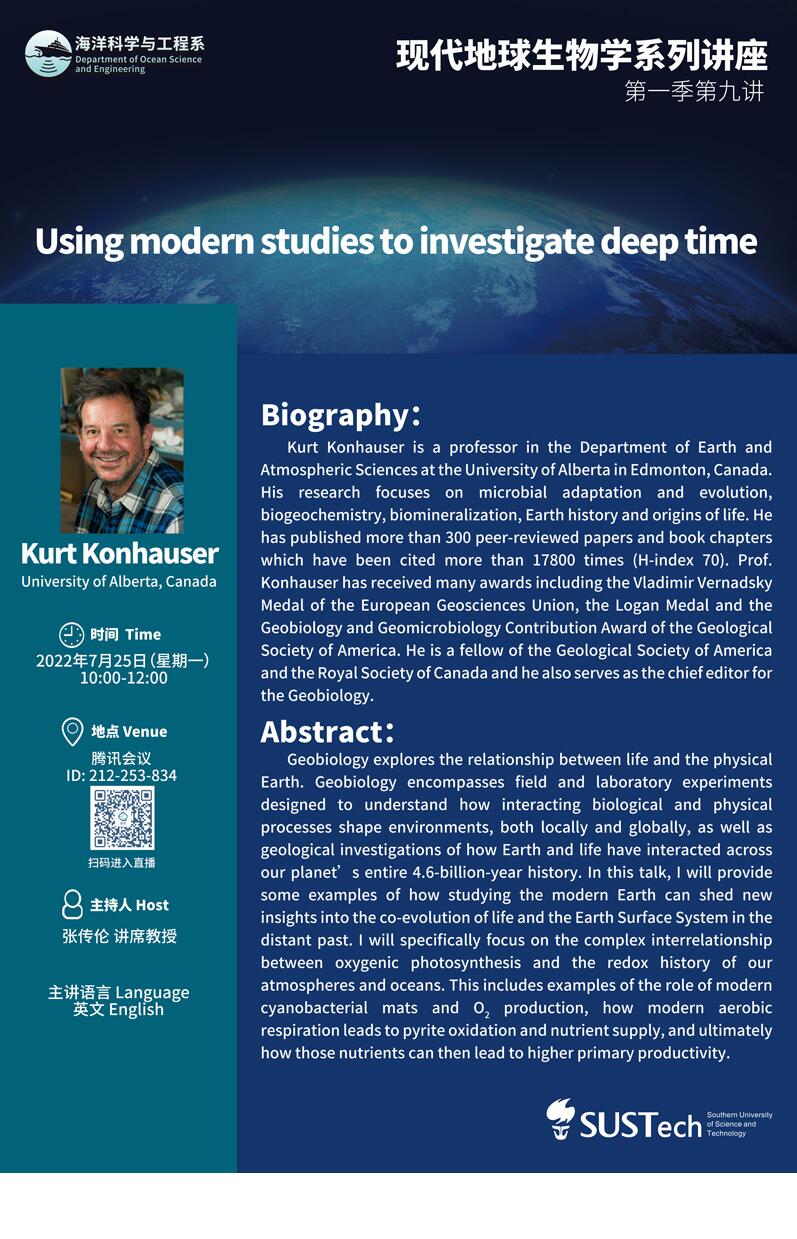 海洋科学与工程系
Department of Ocean Science
and Engineering
现代地球生物学系列讲座
第一季第九讲
Using modern studies to investigate deep time
Kurt Konhauser
University of Alberta, Canada
时间 Time
2022年7月25日(星期一)
10:00-12:00
地点 Venue
腾讯会议
ID: 212-253-834
扫码进入直播
主持人 Host
张传伦 讲席教授
主讲语言 Language
英文 English
Biography:
Kurt Konhauser is a professor in the Department of Earth and
Atmospheric Sciences at the University of Alberta in Edmonton, Canada.
His research focuses on microbial adaptation and evolution,
biogeochemistry, biomineralization, Earth history and origins of life. He
has published more than 300 peer-reviewed papers and book chapters
which have been cited more than 17800 times (H-index 70). Prof.
Konhauser has received many awards including the Vladimir Vernadsky
Medal of the European Geosciences Union, the Logan Medal and the
Geobiology and Geomicrobiology Contribution Award of the Geological
Society of America. He is a fellow of the Geological Society of America
and the Royal Society of Canada and he also serves as the chief editor for
the Geobiology.
Abstract:
Geobiology explores the relationship between life and the physical
Earth. Geobiology encompasses field and laboratory experiments
designed to understand how interacting biological and physical
processes shape environments, both locally and globally, as well as
geological investigations of how Earth and life have interacted across
our planet’s entire 4.6-billion-year history. In this talk, I will provide
some examples of how studying the modern Earth can shed new
insights into the co-evolution of life and the Earth Surface System in the
distant past. I will specifically focus on the complex interrelationship
between oxygenic photosynthesis and the redox history of our
atmospheres and oceans. This includes examples of the role of modern
cyanobacterial mats and O₂ production, how modern aerobic
respiration leads to pyrite oxidation and nutrient supply, and ultimately
how those nutrients can then lead to higher primary productivity.
SUSTech
Southern University
of Science and
Technology